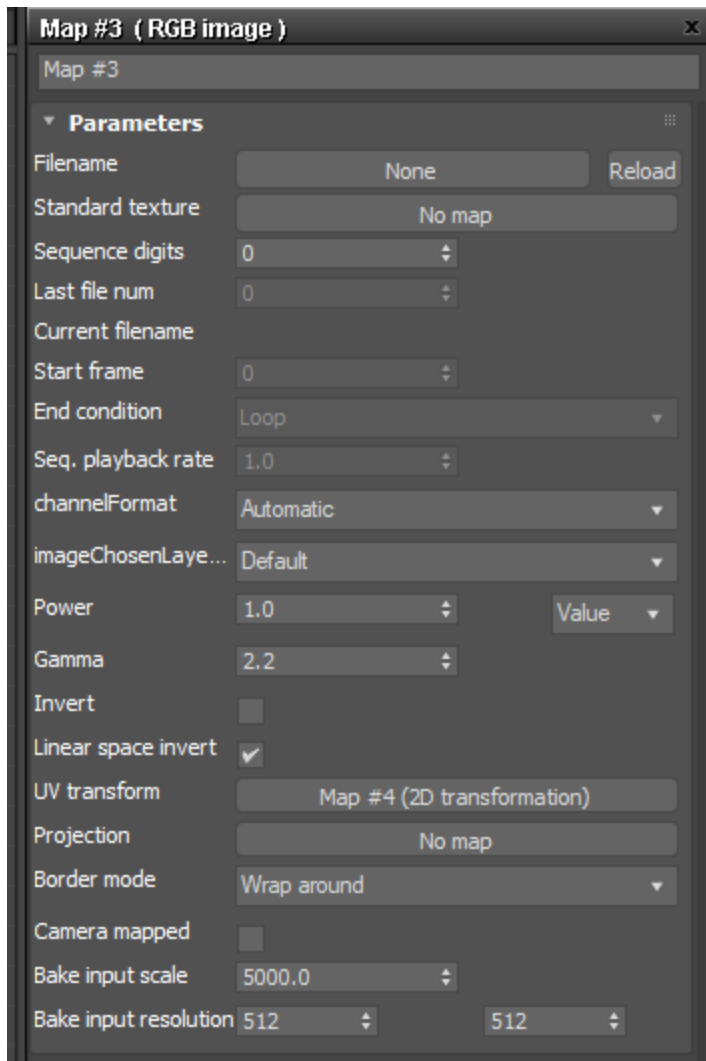 Map #3 ( RGB image ) x
Map #3
Parameters
Filename None Reload
Standard texture No map
Sequence digits 0
Last file num 0
Current filename
Start frame 0
End condition Loop
Seq. playback rate 1.0
channelFormat Automatic
imageChosenLaye... Default
Power 1.0 Value
Gamma 2.2
Invert
Linear space invert
UV transform Map #4 (2D transformation)
Projection No map
Border mode Wrap around
Camera mapped
Bake input scale 5000.0
Bake input resolution 512 512